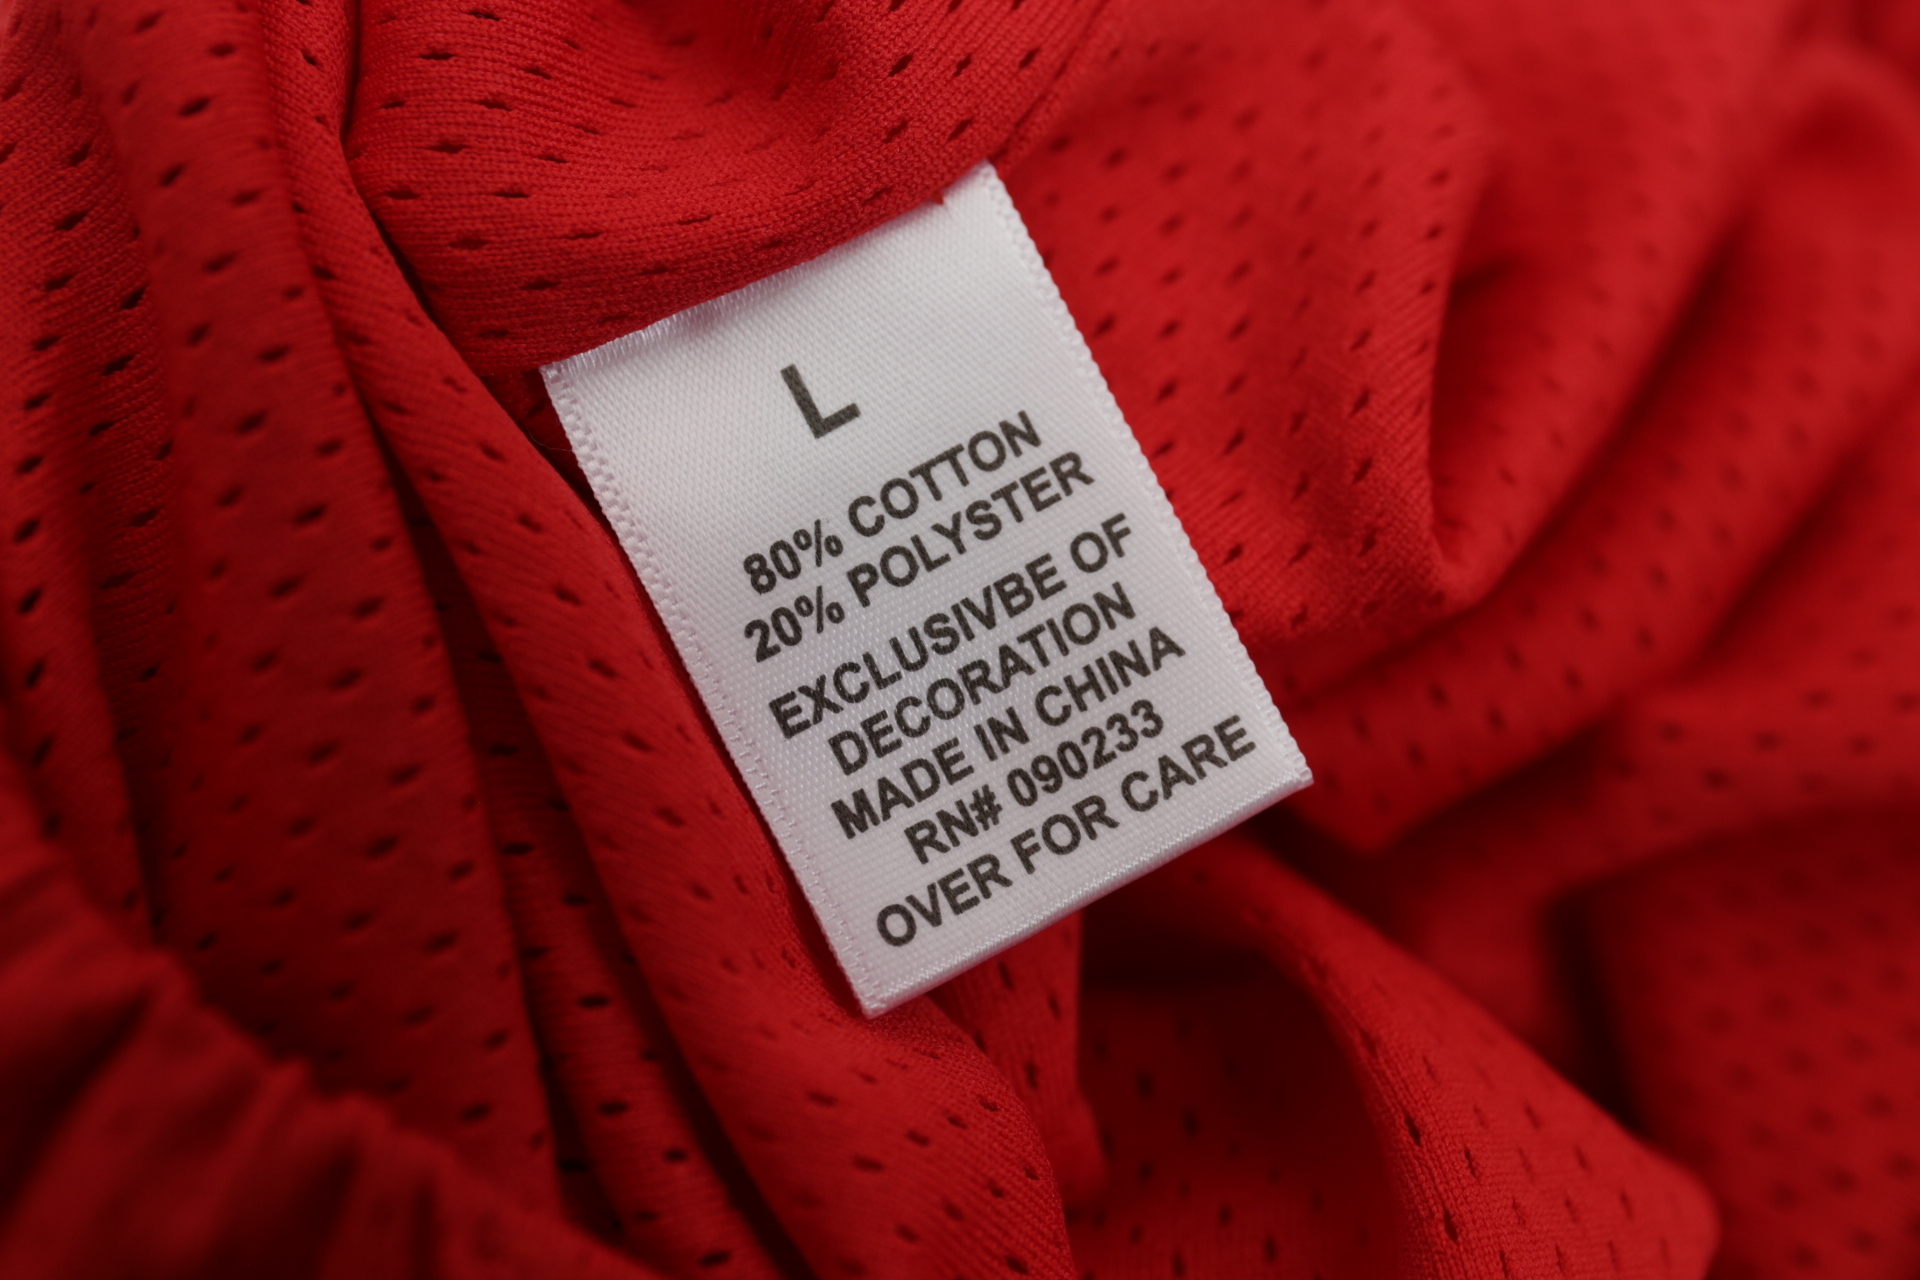 L
80% COTTON
20% POLYSTER
EXCLUSIVBE OF
DECORATION
MADE IN CHINA
RN# 090233
OVER FOR CARE